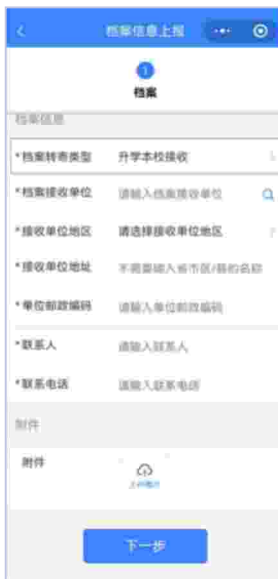 档案信息上报
1
档案
档案信息
*档案转寄类型 升学本校接收
*档案接收单位 请输入档案接收单位
*接收单位地区 请选择接收单位地区
*接收单位地址 不需要输入省市区/县的名称
*单位邮政编码 请输入单位邮政编码
*联系人 请输入联系人
*联系电话 请输入联系电话
附件
附件
上传图片
下一步